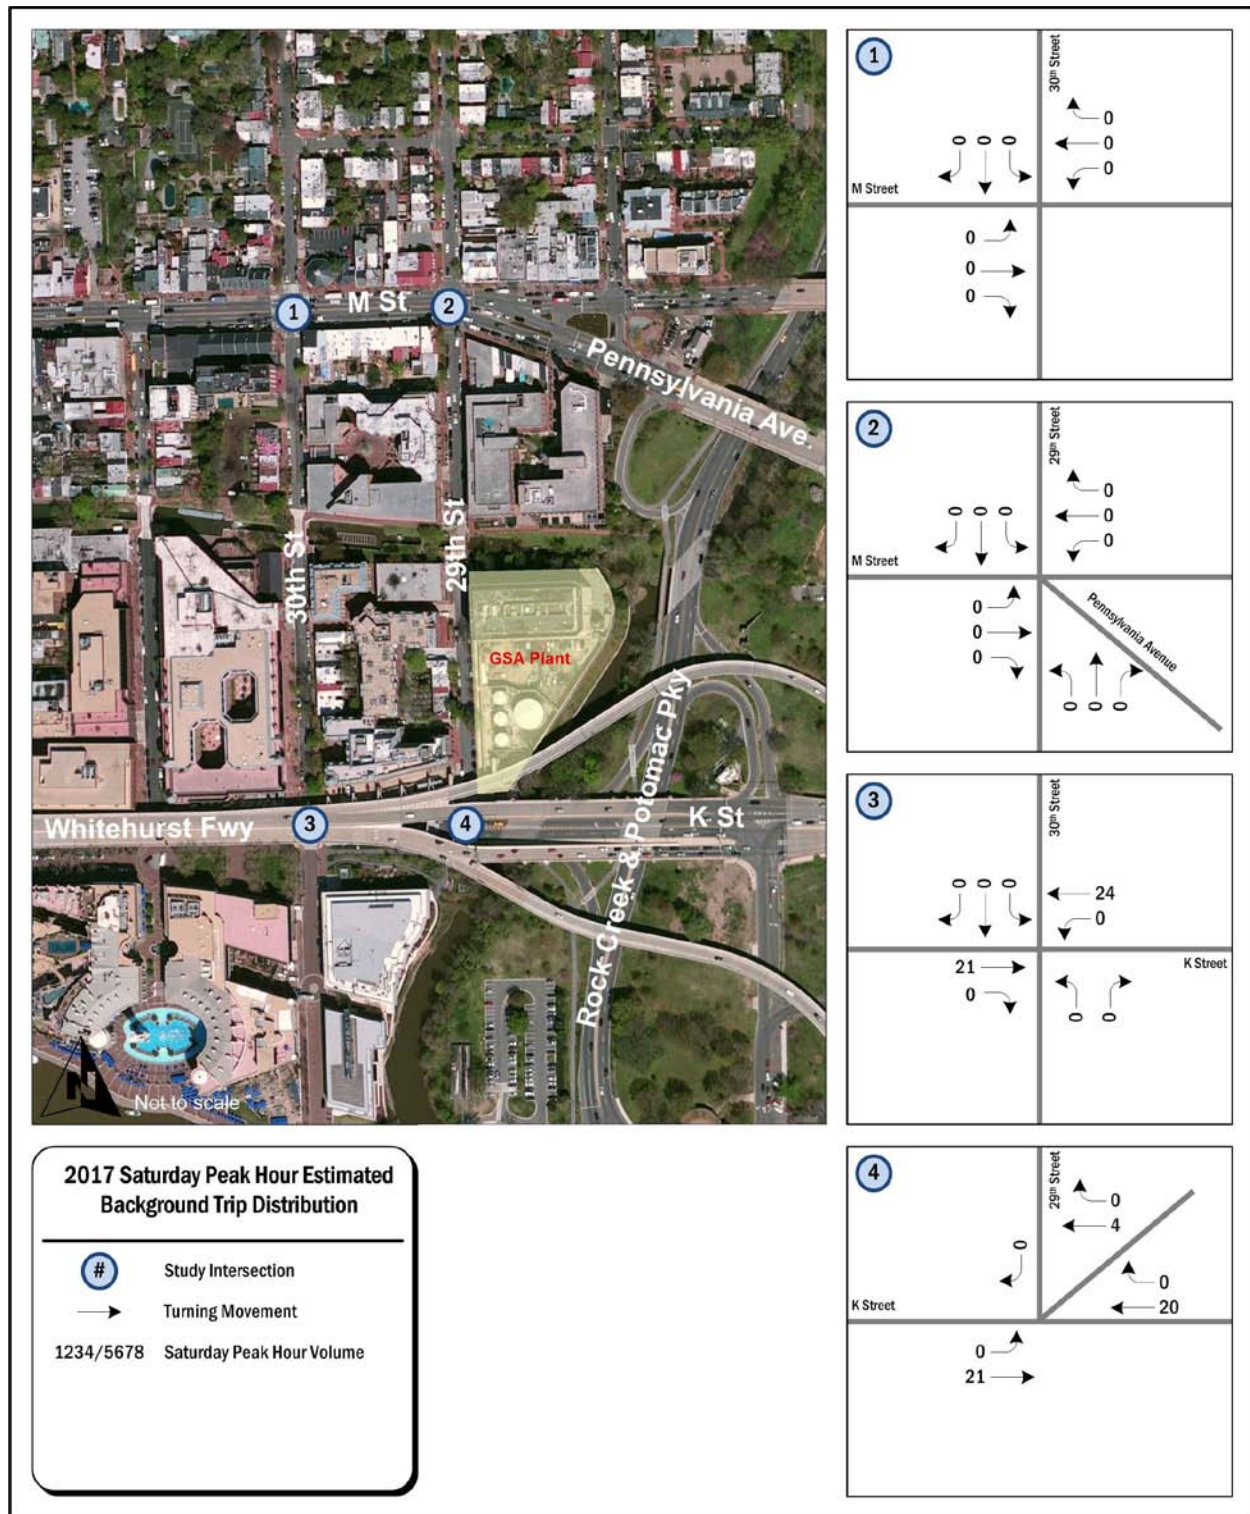 1
2
3
4
M St
Pennsylvania Ave.
30th St
29th St
GSA Plant
Whitehurst Fwy
K St
Rock Creek & Potomac Pky
N
Not to scale
2017 Saturday Peak Hour Estimated
Background Trip Distribution
# Study Intersection
Turning Movement
1234/5678 Saturday Peak Hour Volume
1
30th Street
0
0
0 0 0 0
M Street
0
0
0
2
29th Street
0
0 0 0 0
0
M Street
0
0
0
Pennsylvania Avenue
0 0 0
3
30th Street
0 0 0 24
0
21
K Street
0
0 0
4
29th Street
0
4
0
0
20
K Street
0
21